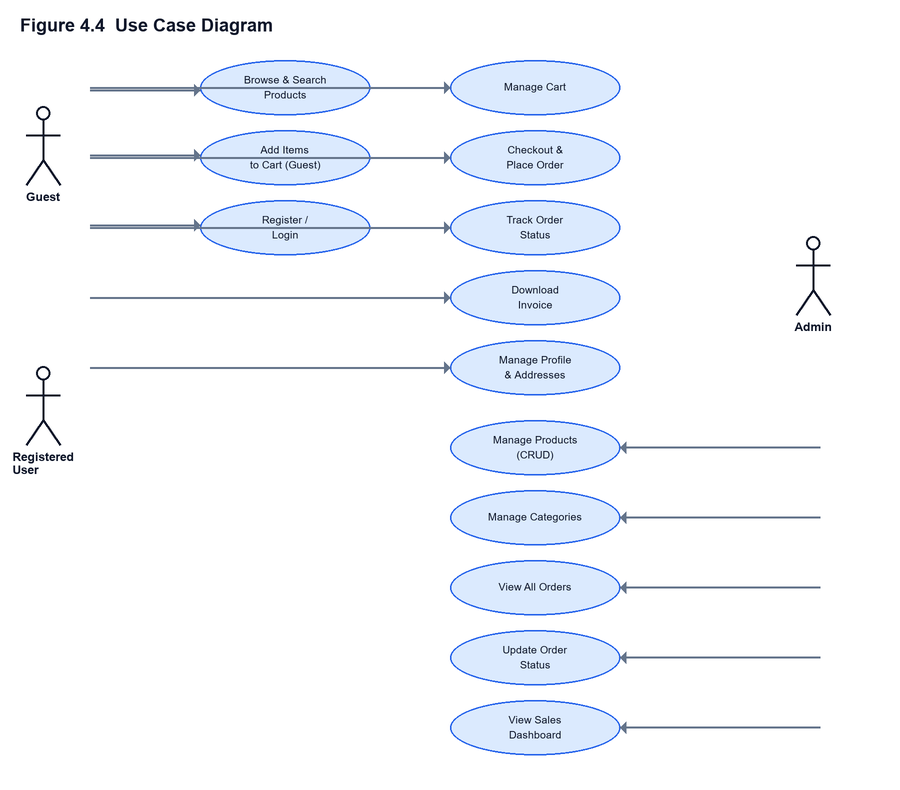 Figure 4.4  Use Case Diagram
Browse & Search
Products
Manage Cart
Guest
Add Items
to Cart (Guest)
Checkout &
Place Order
Register /
Login
Track Order
Status
Download
Invoice
Admin
Manage Profile
& Addresses
Registered
User
Manage Products
(CRUD)
Manage Categories
View All Orders
Update Order
Status
View Sales
Dashboard